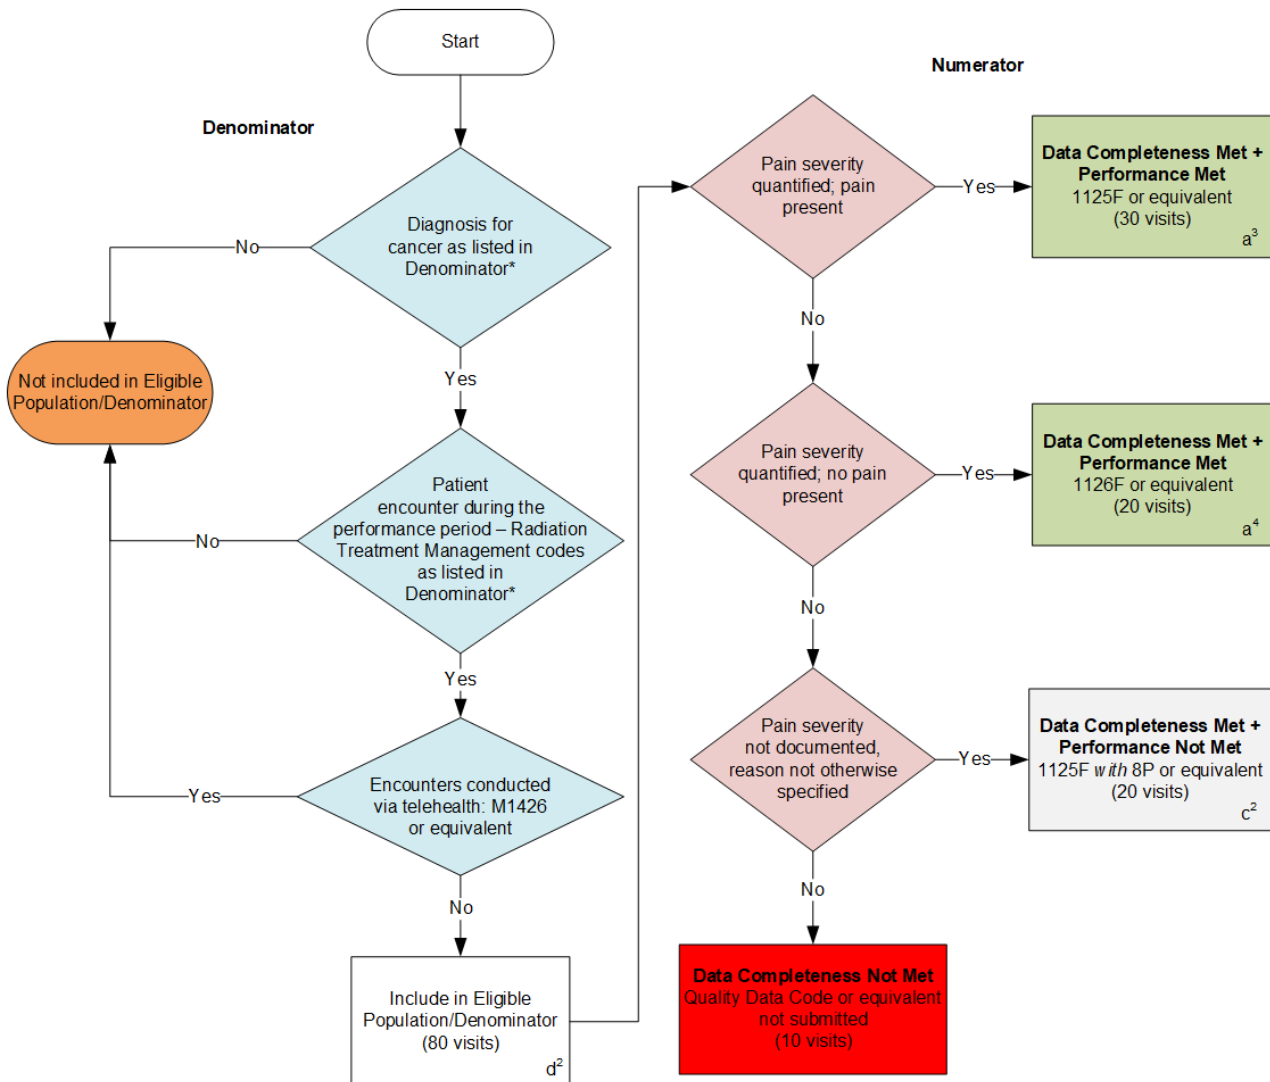 Start
Denominator
Diagnosis for
cancer as listed in
Denominator*
No
Yes
Not included in Eligible
Population/Denominator
Patient
encounter during the
performance period – Radiation
Treatment Management codes
as listed in
Denominator*
No
Yes
Encounters conducted
via telehealth: M1426
or equivalent
Yes
No
Include in Eligible
Population/Denominator
(80 visits)
d²
Numerator
Pain severity
quantified; pain
present
Yes
Data Completeness Met +
Performance Met
1125F or equivalent
(30 visits)
a³
No
Pain severity
quantified; no pain
present
Yes
Data Completeness Met +
Performance Met
1126F or equivalent
(20 visits)
a⁴
No
Pain severity
not documented,
reason not otherwise
specified
Yes
Data Completeness Met +
Performance Not Met
1125F with 8P or equivalent
(20 visits)
c²
No
Data Completeness Not Met
Quality Data Code or equivalent
not submitted
(10 visits)